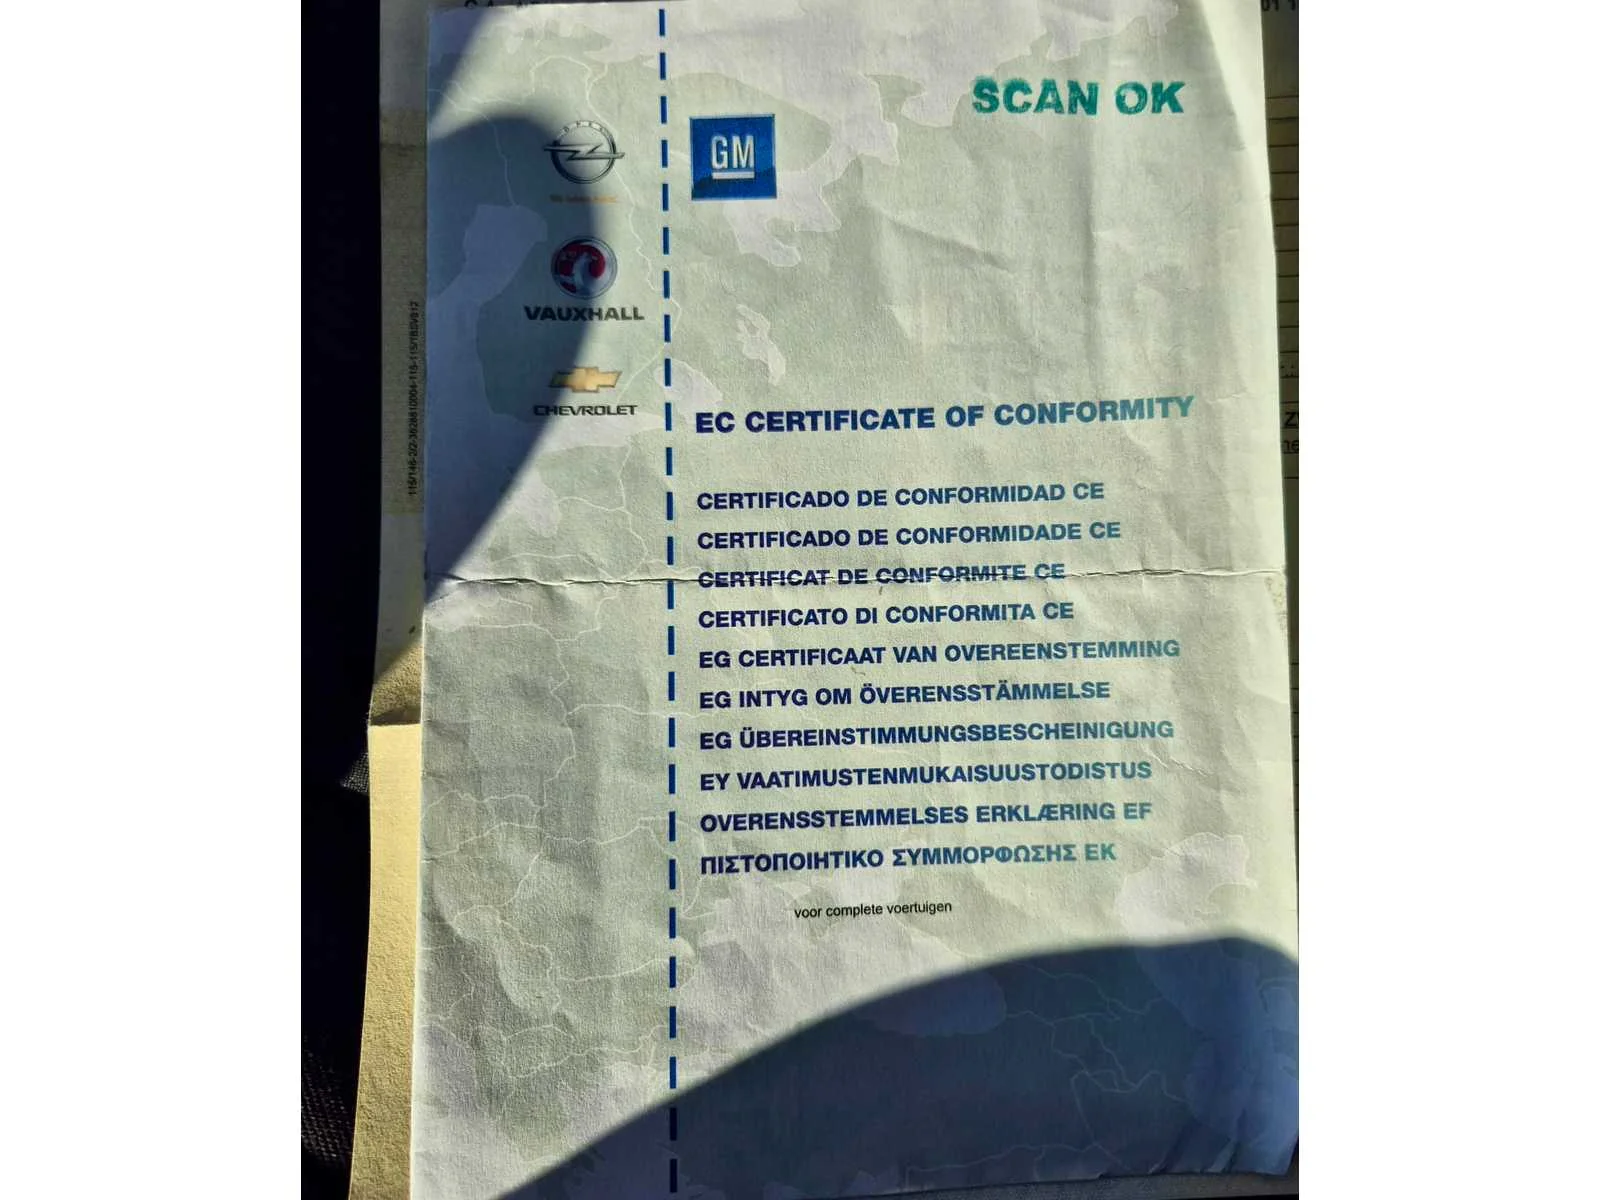 SCAN OK
OPEL
GM
VAUXHALL
CHEVROLET
EC CERTIFICATE OF CONFORMITY
CERTIFICADO DE CONFORMIDAD CE
CERTIFICADO DE CONFORMIDADE CE
CERTIFICAT DE CONFORMITE CE
CERTIFICATO DI CONFORMITA CE
EG CERTIFICAAT VAN OVEREENSTEMMING
EG INTYG OM ÖVERENSSTÄMMELSE
EG ÜBEREINSTIMMUNGSBESCHEINIGUNG
EY VAATIMUSTENMUKAISUUSTODISTUS
OVERENSSTEMMELSES ERKLÆRING EF
ΠΙΣΤΟΠΟΙΗΤΙΚΟ ΣΥΜΜΟΡΦΩΣΗΣ ΕΚ
voor complete voertuigen